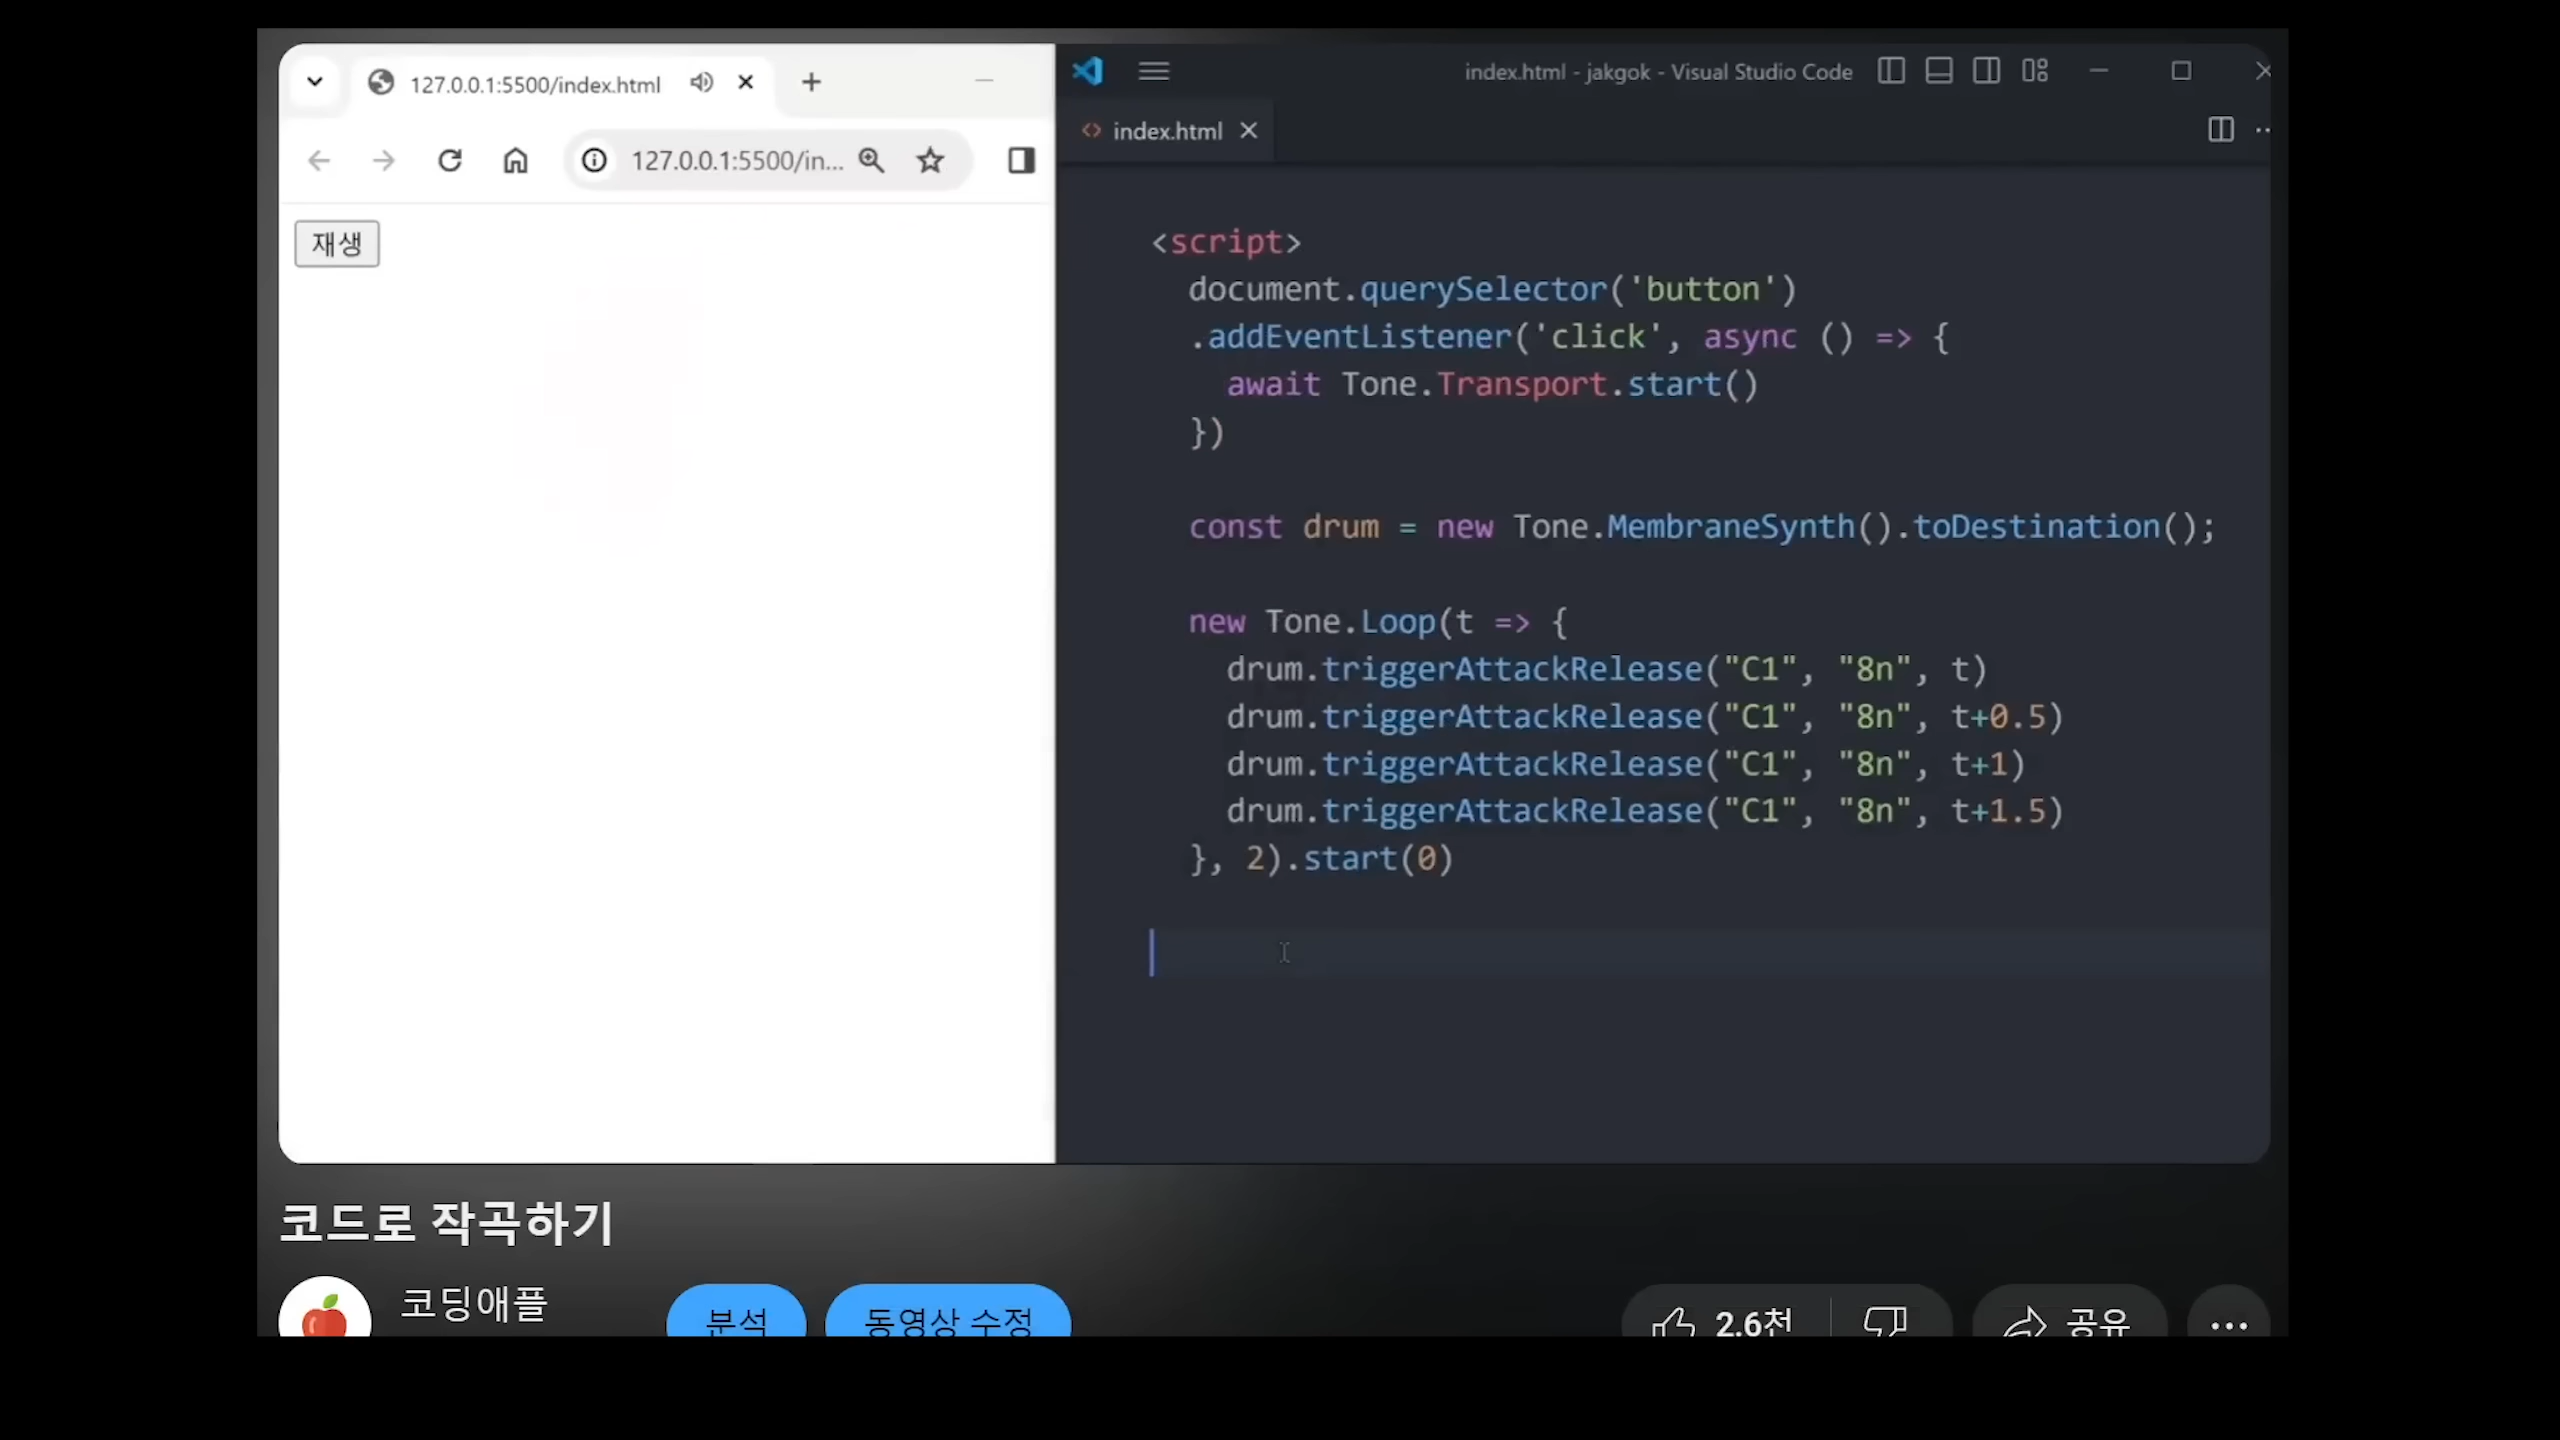 127.0.0.1:5500/index.html
127.0.0.1:5500/in...
재생
index.html - jakgok - Visual Studio Code
index.html
<script>
document.querySelector('button')
.addEventListener('click', async () => {
await Tone.Transport.start()
})
const drum = new Tone.MembraneSynth().toDestination();
new Tone.Loop(t => {
drum.triggerAttackRelease("C1", "8n", t)
drum.triggerAttackRelease("C1", "8n", t+0.5)
drum.triggerAttackRelease("C1", "8n", t+1)
drum.triggerAttackRelease("C1", "8n", t+1.5)
}, 2).start(0)
코드로 작곡하기
코딩애플
분석
동영상 수정
2.6천
공유